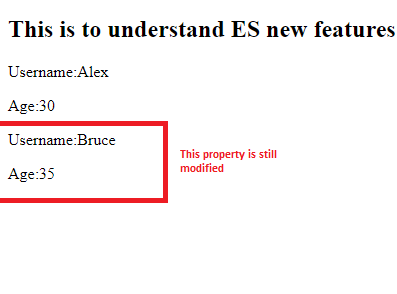 This is to understand ES new features
Username:Alex
Age:30
Username:Bruce
Age:35
This property is still
modified